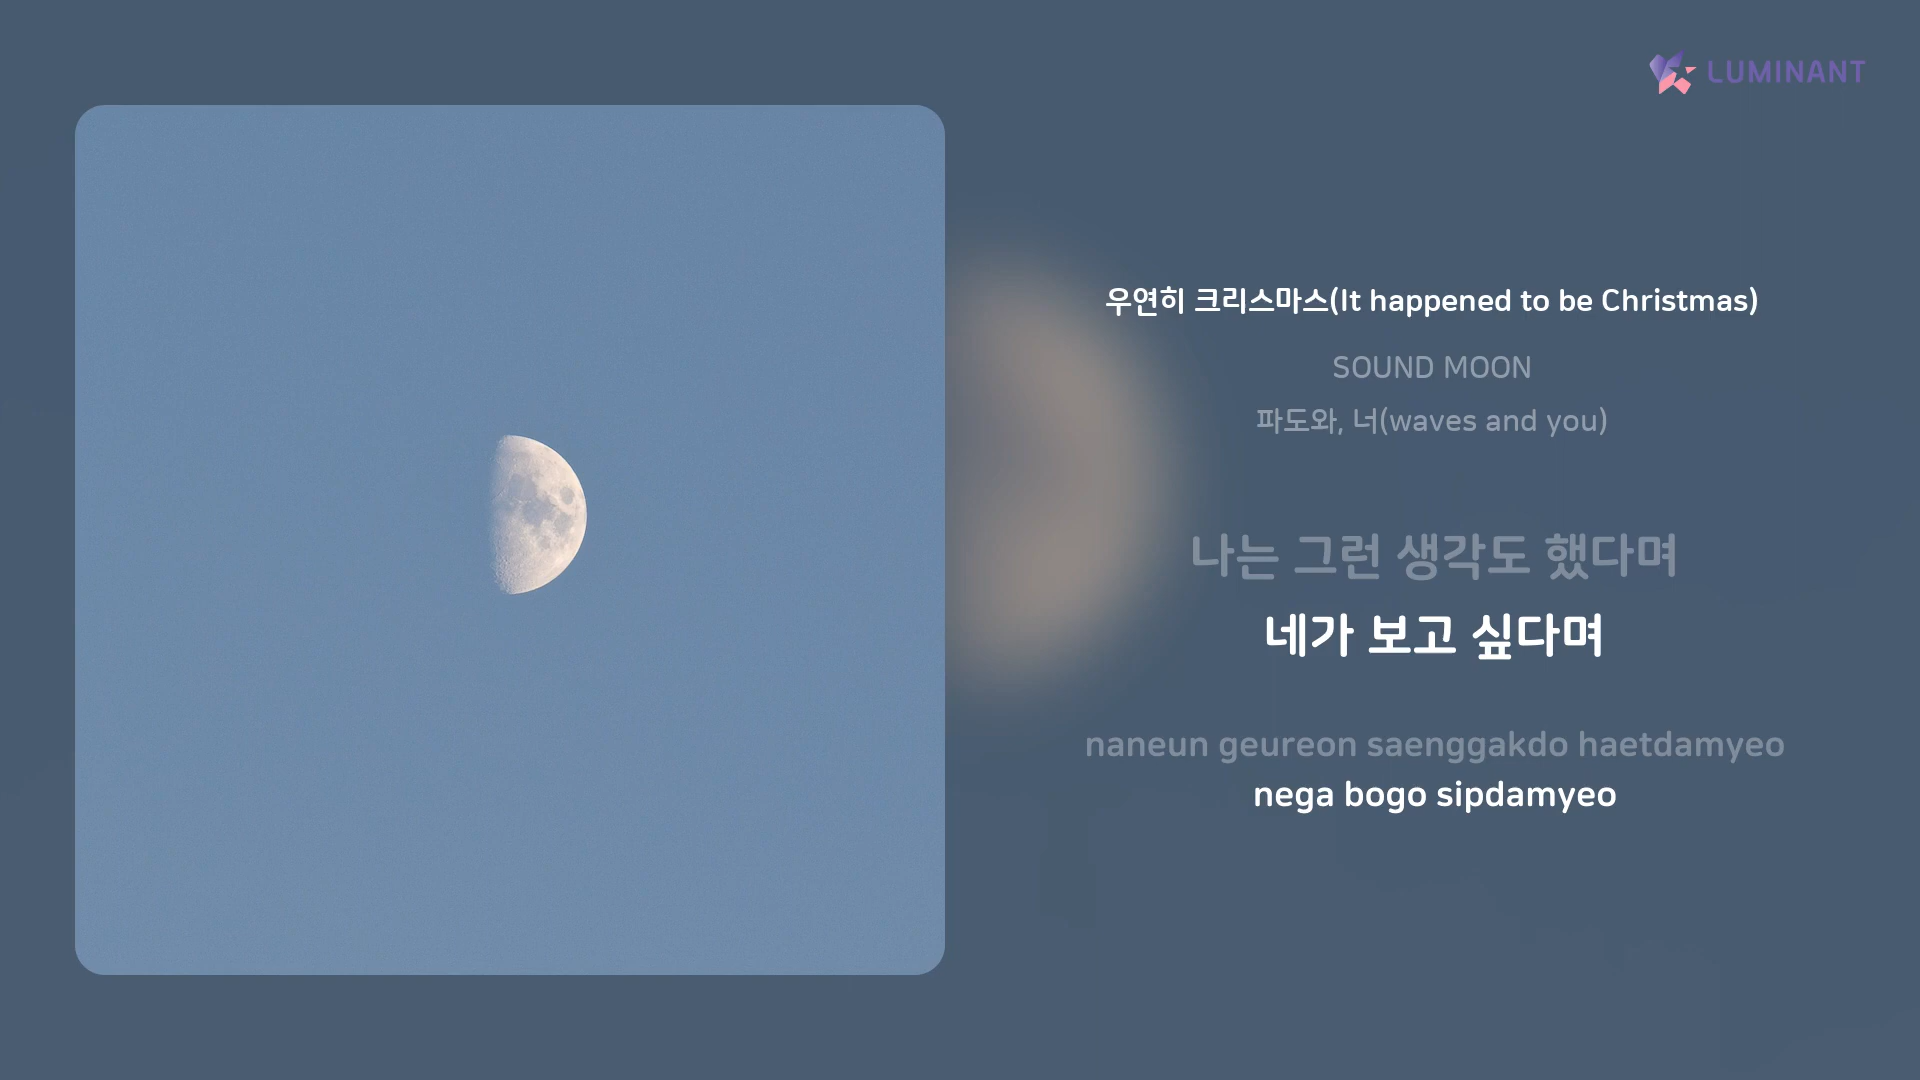 LUMINANT
우연히 크리스마스(It happened to be Christmas)
SOUND MOON
파도와, 너(waves and you)
나는 그런 생각도 했다며
네가 보고 싶다며
naneun geureon saenggakdo haetdamyeo
nega bogo sipdamyeo